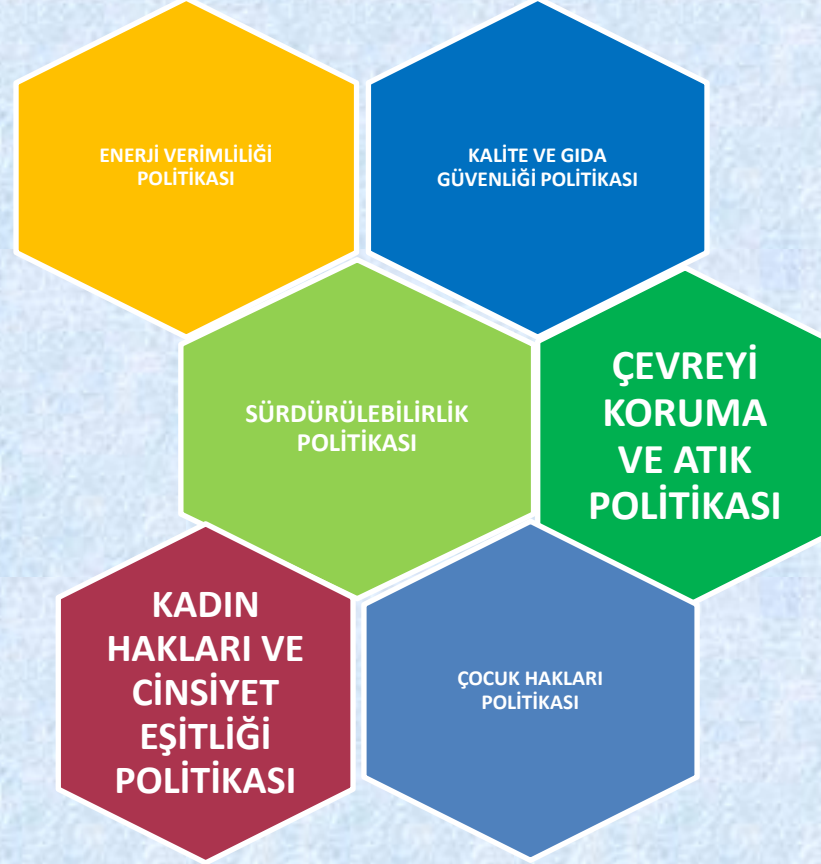 ENERJİ VERİMLİLİĞİ
POLİTİKASI
KALİTE VE GIDA
GÜVENLİĞİ POLİTİKASI
SÜRDÜRÜLEBİLİRLİK
POLİTİKASI
ÇEVREYİ
KORUMA
VE ATIK
POLİTİKASI
KADIN
HAKLARI VE
CİNSİYET
EŞİTLİĞİ
POLİTİKASI
ÇOCUK HAKLARI
POLİTİKASI